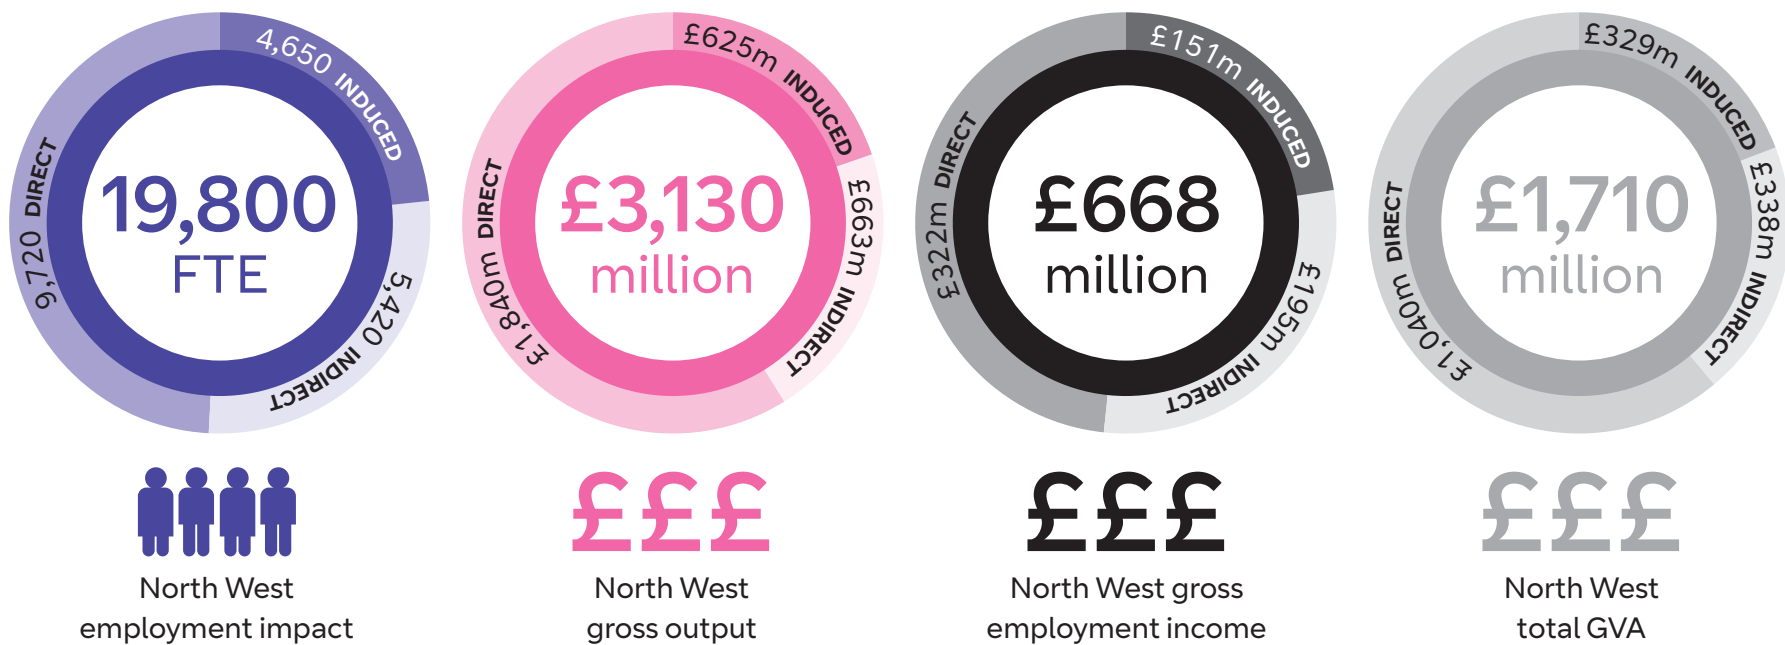 4,650 INDUCED
9,720 DIRECT
5,420 INDIRECT
19,800
FTE
North West
employment impact
£625m INDUCED
£1,840m DIRECT
£663m INDIRECT
£3,130
million
£££
North West
gross output
£151m INDUCED
£322m DIRECT
£195m INDIRECT
£668
million
£££
North West gross
employment income
£329m INDUCED
£1,040m DIRECT
£338m INDIRECT
£1,710
million
£££
North West
total GVA